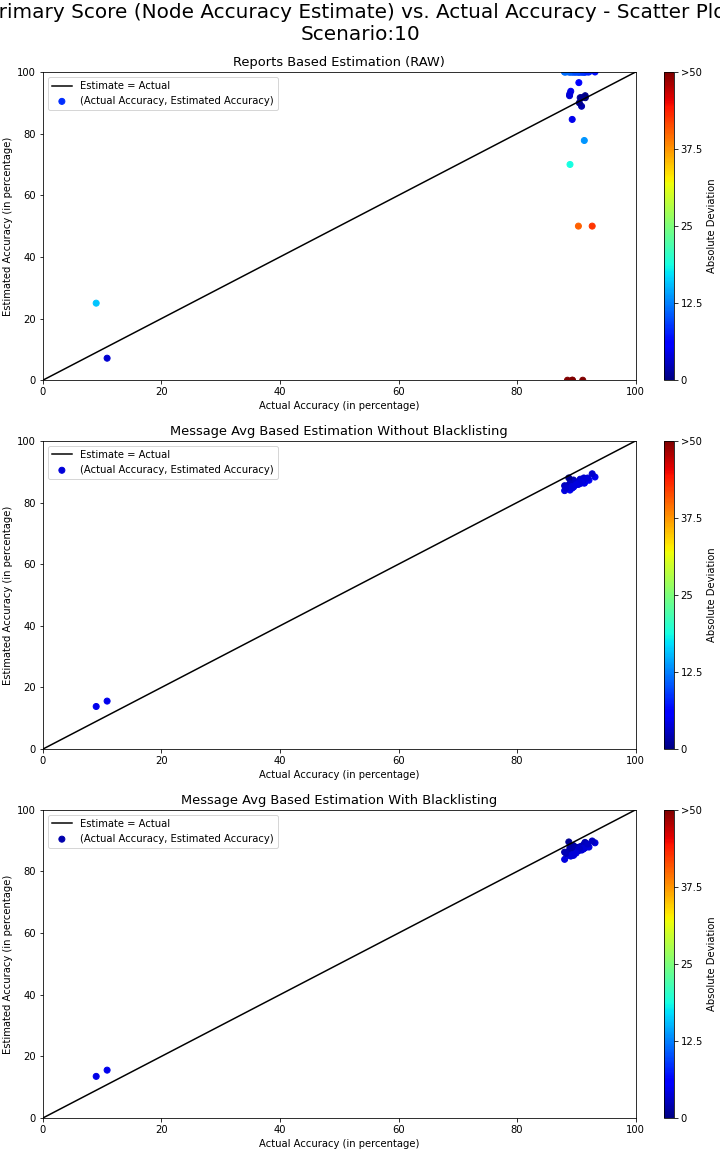 rimary Score (Node Accuracy Estimate) vs. Actual Accuracy - Scatter Plo
Scenario:10
Reports Based Estimation (RAW)
Estimate = Actual
(Actual Accuracy, Estimated Accuracy)
Estimated Accuracy (in percentage)
100
80
60
40
20
0
0 20 40 60 80 100
Actual Accuracy (in percentage)
>50
37.5
25
12.5
0
Absolute Deviation
Message Avg Based Estimation Without Blacklisting
Estimate = Actual
(Actual Accuracy, Estimated Accuracy)
Estimated Accuracy (in percentage)
100
80
60
40
20
0
0 20 40 60 80 100
Actual Accuracy (in percentage)
>50
37.5
25
12.5
0
Absolute Deviation
Message Avg Based Estimation With Blacklisting
Estimate = Actual
(Actual Accuracy, Estimated Accuracy)
Estimated Accuracy (in percentage)
100
80
60
40
20
0
0 20 40 60 80 100
Actual Accuracy (in percentage)
>50
37.5
25
12.5
0
Absolute Deviation